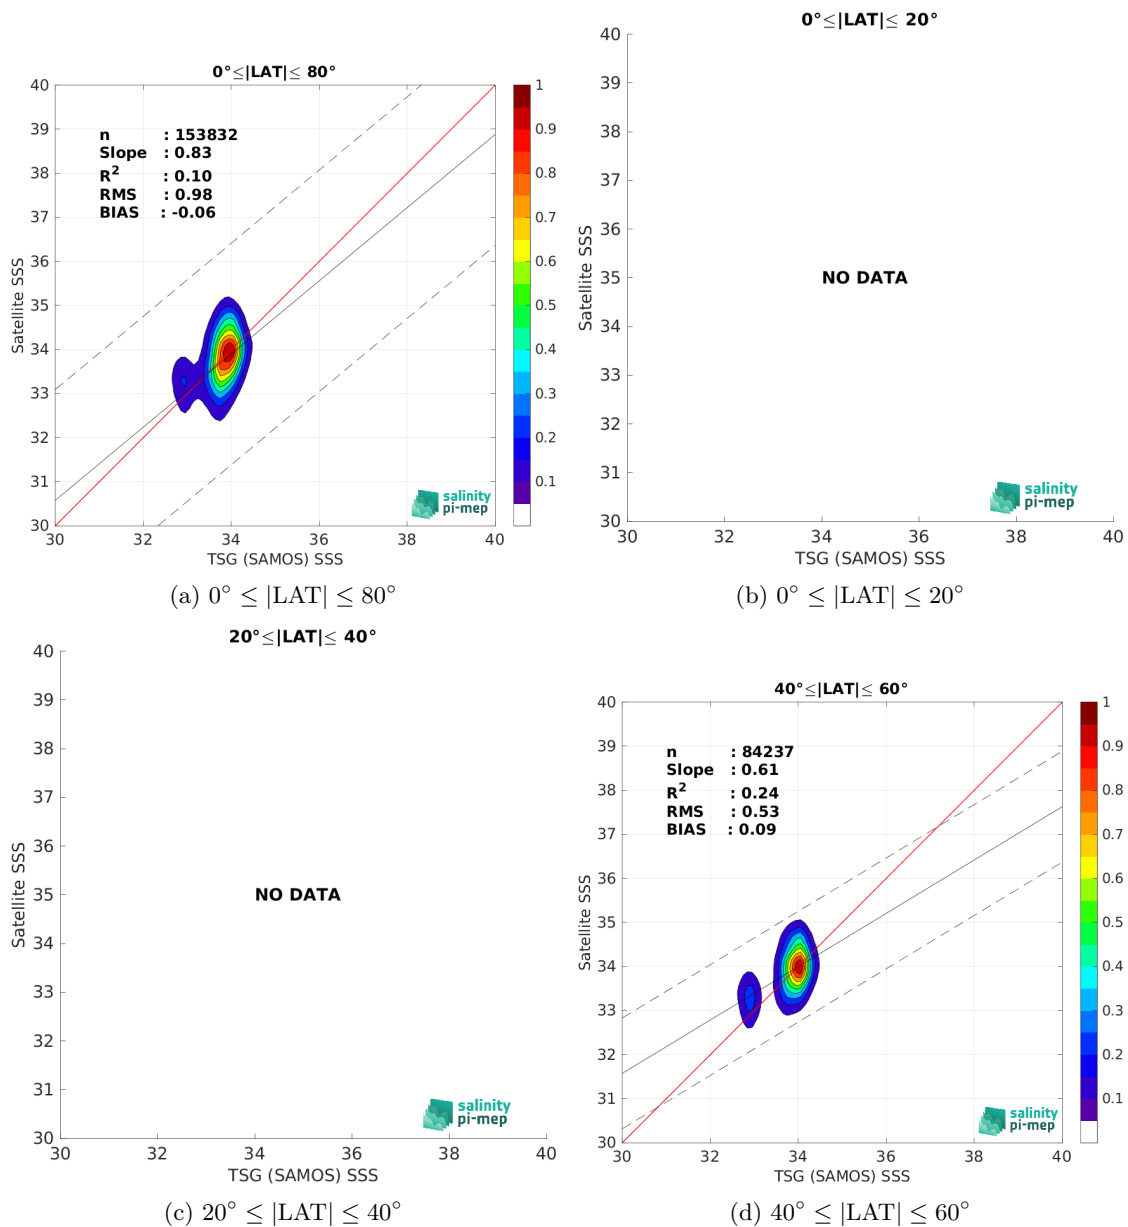 0°≤|LAT|≤ 80°
40
39
38
37
36
35
34
33
32
31
30
Satellite SSS
n : 153832
Slope : 0.83
R² : 0.10
RMS : 0.98
BIAS : -0.06
salinity
pi-mep
30 32 34 36 38 40
TSG (SAMOS) SSS
1
0.9
0.8
0.7
0.6
0.5
0.4
0.3
0.2
0.1
(a) 0° ≤ |LAT| ≤ 80°
0°≤|LAT|≤ 20°
40
39
38
37
36
35
34
33
32
31
30
Satellite SSS
NO DATA
salinity
pi-mep
30 32 34 36 38 40
TSG (SAMOS) SSS
(b) 0° ≤ |LAT| ≤ 20°
20°≤|LAT|≤ 40°
40
39
38
37
36
35
34
33
32
31
30
Satellite SSS
NO DATA
salinity
pi-mep
30 32 34 36 38 40
TSG (SAMOS) SSS
(c) 20° ≤ |LAT| ≤ 40°
40°≤|LAT|≤ 60°
40
39
38
37
36
35
34
33
32
31
30
Satellite SSS
n : 84237
Slope : 0.61
R² : 0.24
RMS : 0.53
BIAS : 0.09
salinity
pi-mep
30 32 34 36 38 40
TSG (SAMOS) SSS
1
0.9
0.8
0.7
0.6
0.5
0.4
0.3
0.2
0.1
(d) 40° ≤ |LAT| ≤ 60°